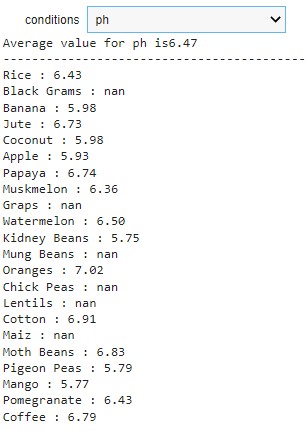 conditions ph
Average value for ph is6.47
--------------------------------------------
Rice : 6.43
Black Grams : nan
Banana : 5.98
Jute : 6.73
Coconut : 5.98
Apple : 5.93
Papaya : 6.74
Muskmelon : 6.36
Graps : nan
Watermelon : 6.50
Kidney Beans : 5.75
Mung Beans : nan
Oranges : 7.02
Chick Peas : nan
Lentils : nan
Cotton : 6.91
Maiz : nan
Moth Beans : 6.83
Pigeon Peas : 5.79
Mango : 5.77
Pomegranate : 6.43
Coffee : 6.79